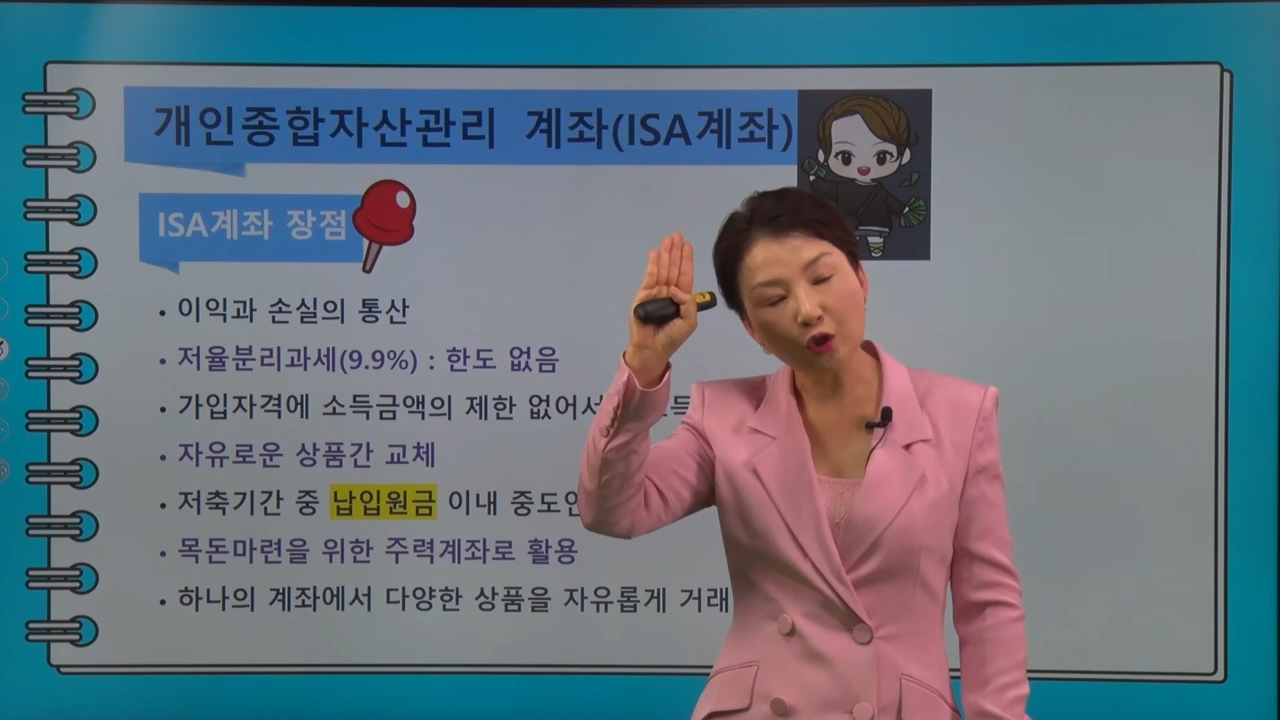 개인종합자산관리 계좌(ISA계좌)
ISA계좌 장점
• 이익과 손실의 통산
• 저율분리과세(9.9%) : 한도 없음
• 가입자격에 소득금액의 제한 없어서
• 자유로운 상품간 교체
• 저축기간 중 납입원금 이내 중도인
• 목돈마련을 위한 주력계좌로 활용
• 하나의 계좌에서 다양한 상품을 자유롭게 거래